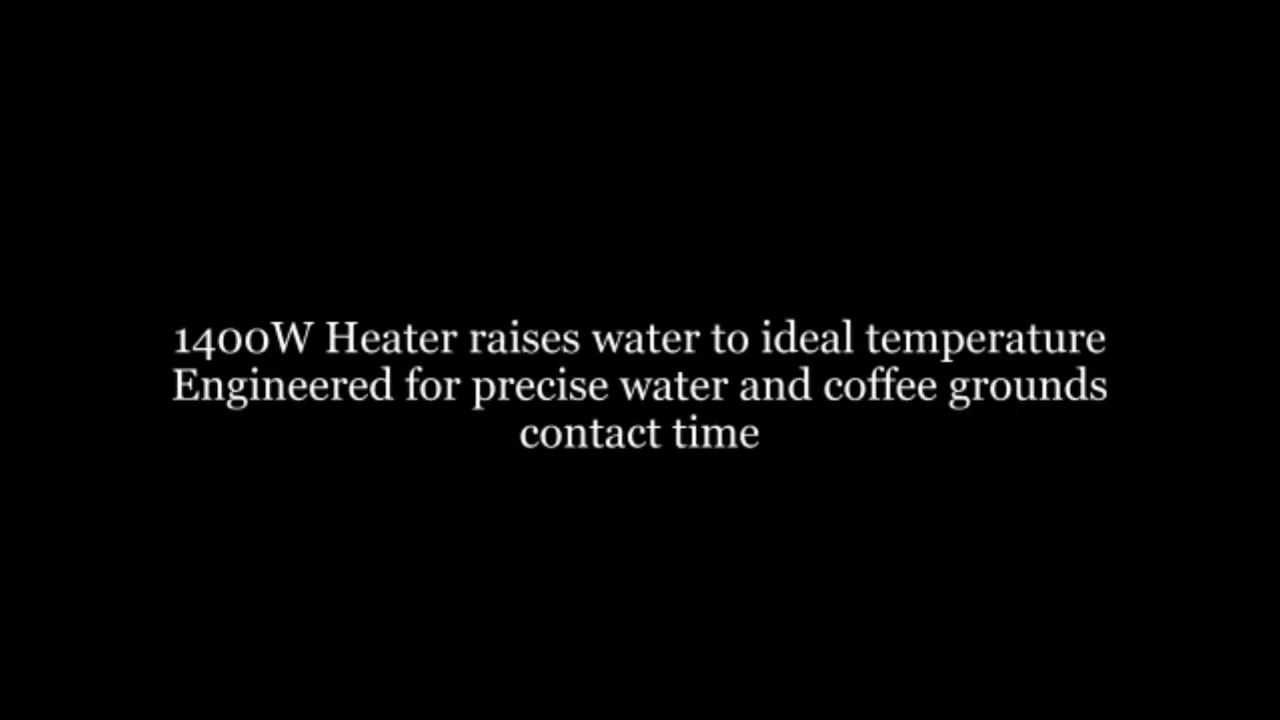 1400W Heater raises water to ideal temperature
Engineered for precise water and coffee grounds
contact time